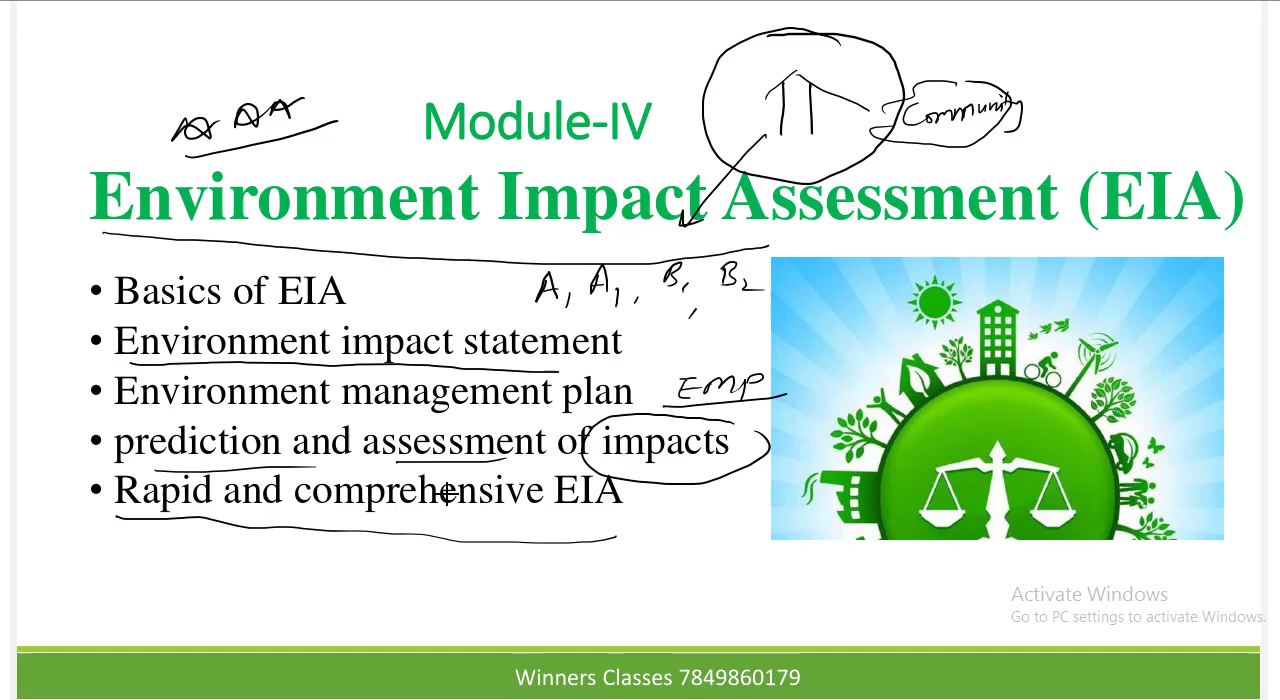 Module-IV
Community
Environment Impact Assessment (EIA)
• Basics of EIA
A, A1, B1, B2
• Environment impact statement
• Environment management plan EMP
• prediction and assessment of impacts
• Rapid and comprehensive EIA
Activate Windows
Go to PC settings to activate Windows.
Winners Classes 7849860179